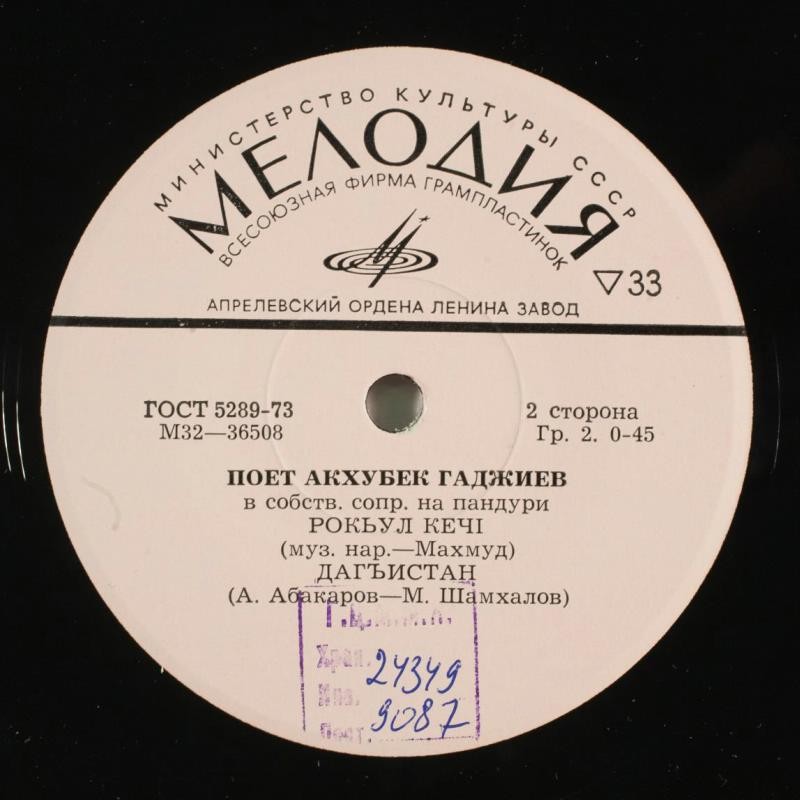 МИНИСТЕРСТВО КУЛЬТУРЫ СССР
МЕЛОДИЯ
ВСЕСОЮЗНАЯ ФИРМА ГРАМПЛАСТИНОК
▽33
АПРЕЛЕВСКИЙ ОРДЕНА ЛЕНИНА ЗАВОД
ГОСТ 5289-73
М32—36508
2 сторона
Гр. 2. 0-45
ПОЕТ АКХУБЕК ГАДЖИЕВ
в собств. сопр. на пандури
РОКЬУЛ КЕЧІ
(муз. нар.—Махмуд)
ДАГЪИСТАН
(А. Абакаров—М. Шамхалов)
Хран. 24349
Инв. 9087